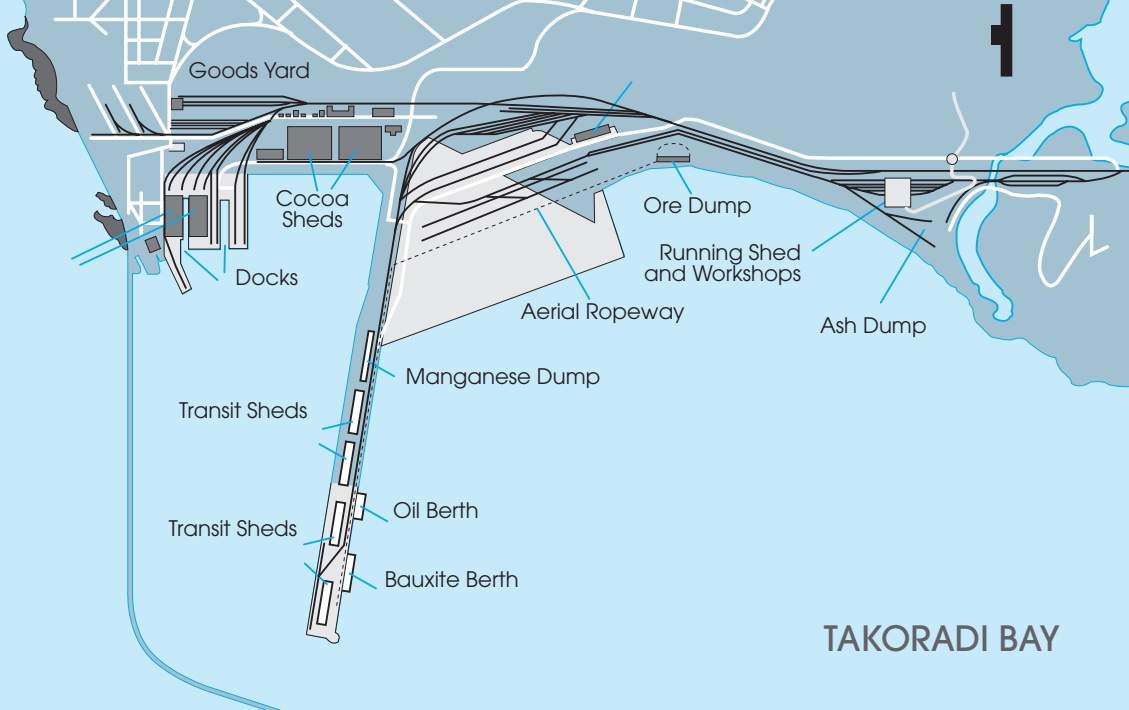 Goods Yard
Cocoa
Sheds
Ore Dump
Running Shed
and Workshops
Docks
Aerial Ropeway
Ash Dump
Manganese Dump
Transit Sheds
Oil Berth
Transit Sheds
Bauxite Berth
TAKORADI BAY